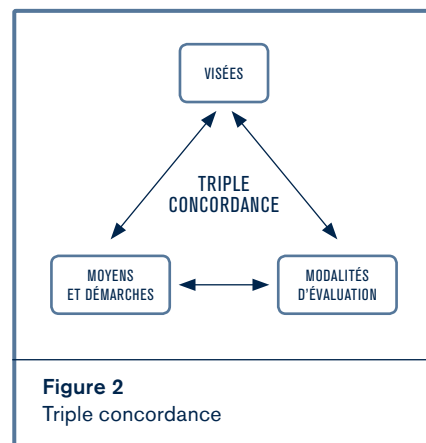 VISÉES
TRIPLE
CONCORDANCE
MOYENS
ET DÉMARCHES
MODALITÉS
D'ÉVALUATION
Figure 2
Triple concordance